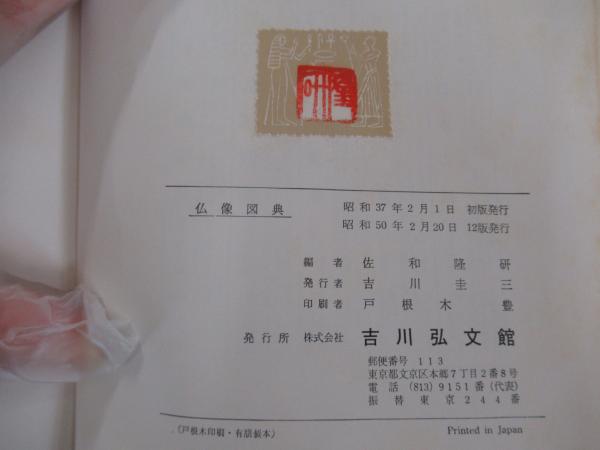 隆研
仏像図典
昭和37年2月1日 初版発行
昭和50年2月20日 12版発行
編者 佐和隆研
発行者 吉川圭三
印刷者 戸根木豊
発行所 株式会社 吉川弘文館
郵便番号 113
東京都文京区本郷7丁目2番8号
電話 (813) 9151番 (代表)
振替東京244番
(戸根木印刷・有朋製本)
Printed in Japan